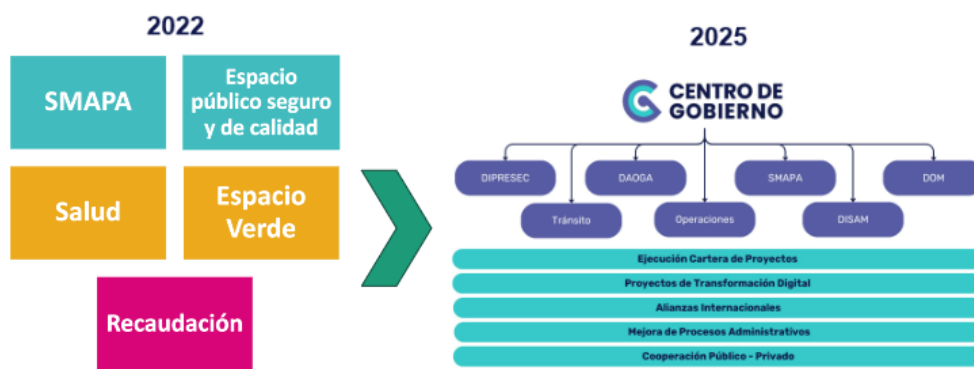 2022
SMAPA
Espacio
público seguro
y de calidad
Salud
Espacio
Verde
Recaudación
2025
CENTRO DE
GOBIERNO
DIPRESEC
DAOGA
SMAPA
DOM
Tránsito
Operaciones
DISAM
Ejecución Cartera de Proyectos
Proyectos de Transformación Digital
Alianzas Internacionales
Mejora de Procesos Administrativos
Cooperación Público - Privado